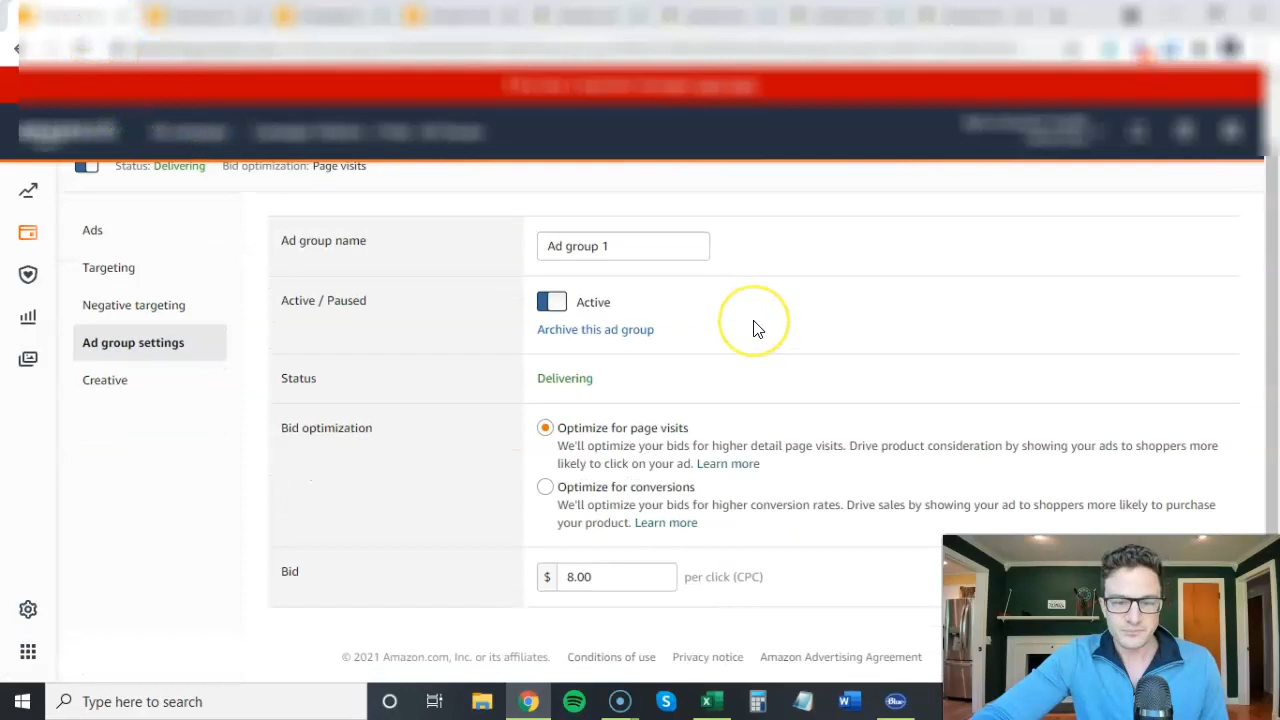 Status: Delivering Bid optimization: Page visits
Ads
Targeting
Negative targeting
Ad group settings
Creative
Ad group name
Ad group 1
Active / Paused
Active
Archive this ad group
Status
Delivering
Bid optimization
Optimize for page visits
We'll optimize your bids for higher detail page visits. Drive product consideration by showing your ads to shoppers more
likely to click on your ad. Learn more
Optimize for conversions
We'll optimize your bids for higher conversion rates. Drive sales by showing your ad to shoppers more likely to purchase
your product. Learn more
Bid
$ 8.00 per click (CPC)
© 2021 Amazon.com, Inc. or its affiliates. Conditions of use Privacy notice Amazon Advertising Agreement
Type here to search
Blue